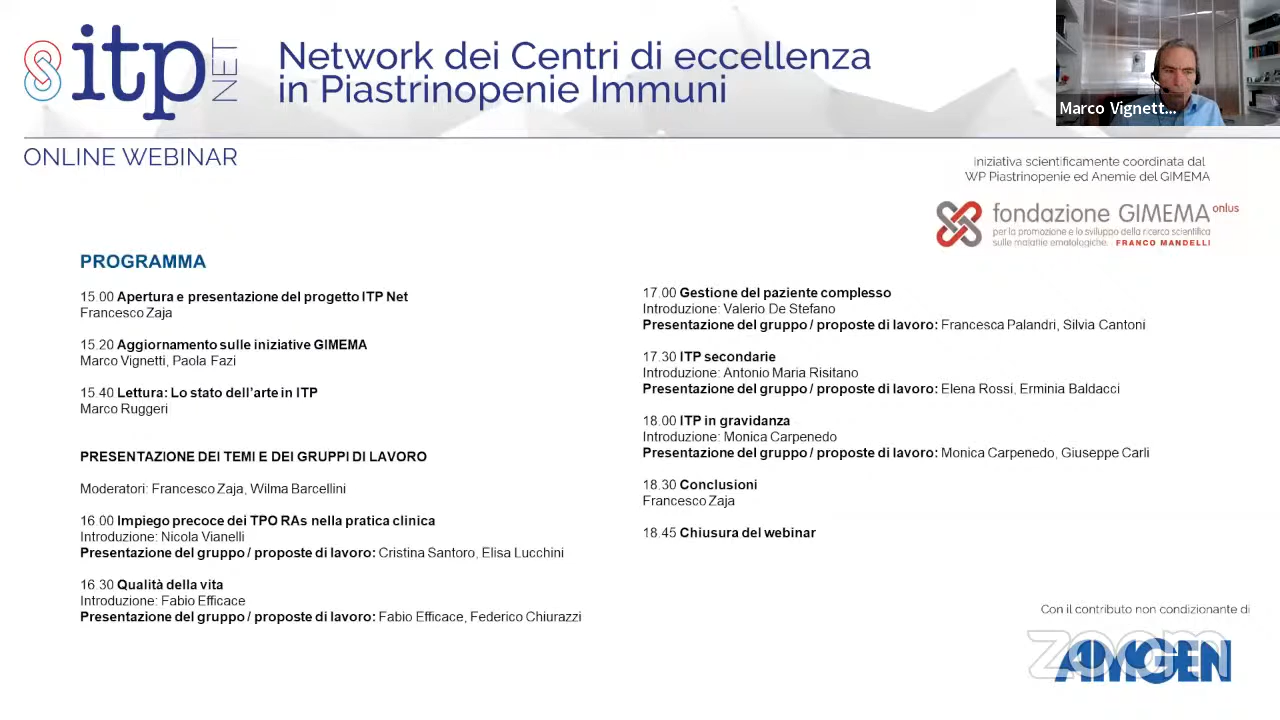 itp NET
Network dei Centri di eccellenza
in Piastrinopenie Immuni
Marco Vignett...
ONLINE WEBINAR
Iniziativa scientificamente coordinata dal
WP Piastrinopenie ed Anemie del GIMEMA
fondazione GIMEMA onlus
per la promozione e lo sviluppo della ricerca scientifica
sulle malattie ematologiche. FRANCO MANDELLI
PROGRAMMA
15.00 Apertura e presentazione del progetto ITP Net
Francesco Zaja
15.20 Aggiornamento sulle iniziative GIMEMA
Marco Vignetti, Paola Fazi
15.40 Lettura: Lo stato dell'arte in ITP
Marco Ruggeri
PRESENTAZIONE DEI TEMI E DEI GRUPPI DI LAVORO
Moderatori: Francesco Zaja, Wilma Barcellini
16.00 Impiego precoce dei TPO RAs nella pratica clinica
Introduzione: Nicola Vianelli
Presentazione del gruppo / proposte di lavoro: Cristina Santoro, Elisa Lucchini
16.30 Qualità della vita
Introduzione: Fabio Efficace
Presentazione del gruppo / proposte di lavoro: Fabio Efficace, Federico Chiurazzi
17.00 Gestione del paziente complesso
Introduzione: Valerio De Stefano
Presentazione del gruppo / proposte di lavoro: Francesca Palandri, Silvia Cantoni
17.30 ITP secondarie
Introduzione: Antonio Maria Risitano
Presentazione del gruppo / proposte di lavoro: Elena Rossi, Erminia Baldacci
18.00 ITP in gravidanza
Introduzione: Monica Carpenedo
Presentazione del gruppo / proposte di lavoro: Monica Carpenedo, Giuseppe Carli
18.30 Conclusioni
Francesco Zaja
18.45 Chiusura del webinar
Con il contributo non condizionante di
AMGEN
zoom